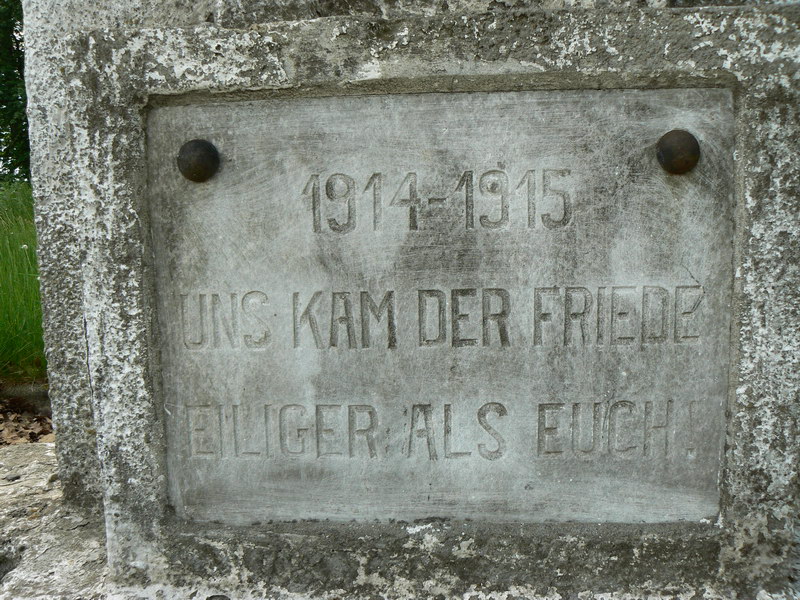 1914-1915
UNS KAM DER FRIEDE
EILIGER ALS EUCH!